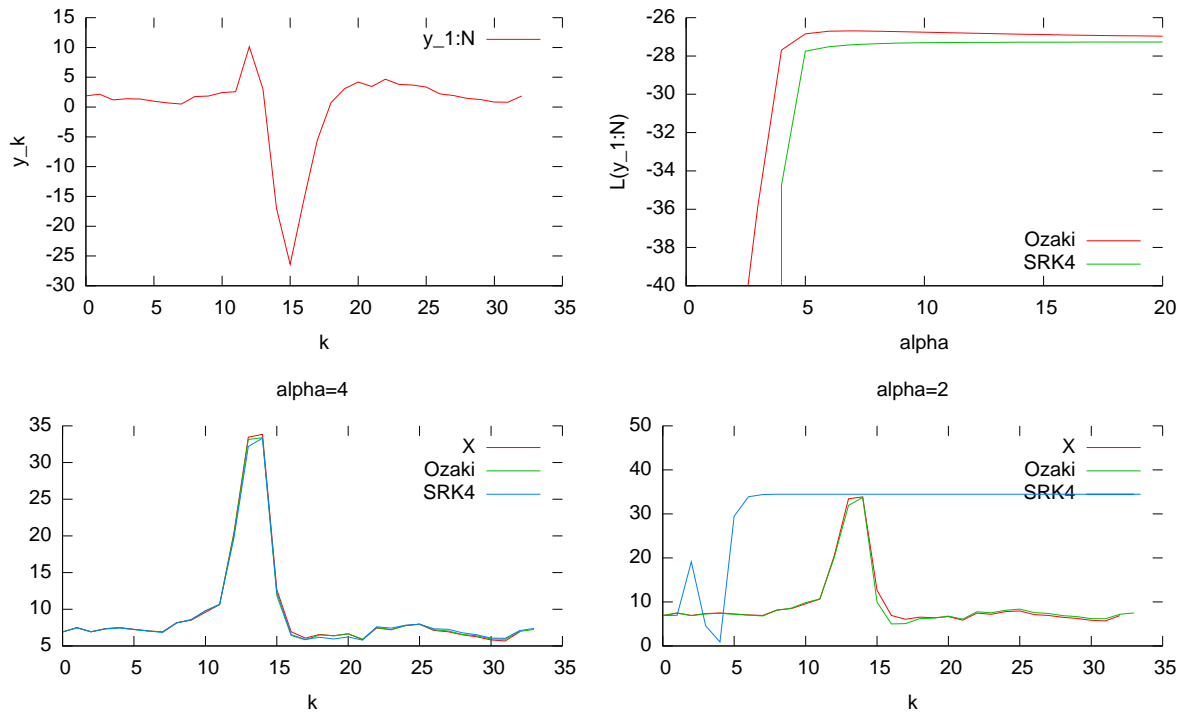 15
10
5
0
-5
-10
-15
-20
-25
-30
y_k
y_1:N
0 5 10 15 20 25 30 35
k
-26
-28
-30
-32
-34
-36
-38
-40
L(y_1:N)
Ozaki
SRK4
0 5 10 15 20
alpha
alpha=4
35
30
25
20
15
10
5
X
Ozaki
SRK4
0 5 10 15 20 25 30 35
k
alpha=2
50
40
30
20
10
0
X
Ozaki
SRK4
0 5 10 15 20 25 30 35
k